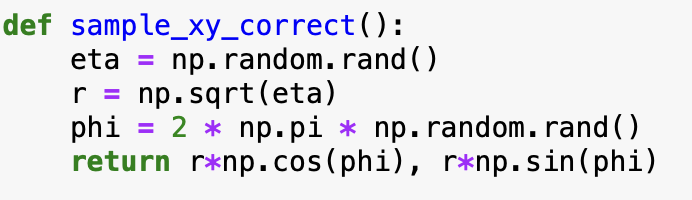 def sample_xy_correct():
    eta = np.random.rand()
    r = np.sqrt(eta)
    phi = 2 * np.pi * np.random.rand()
    return r*np.cos(phi), r*np.sin(phi)